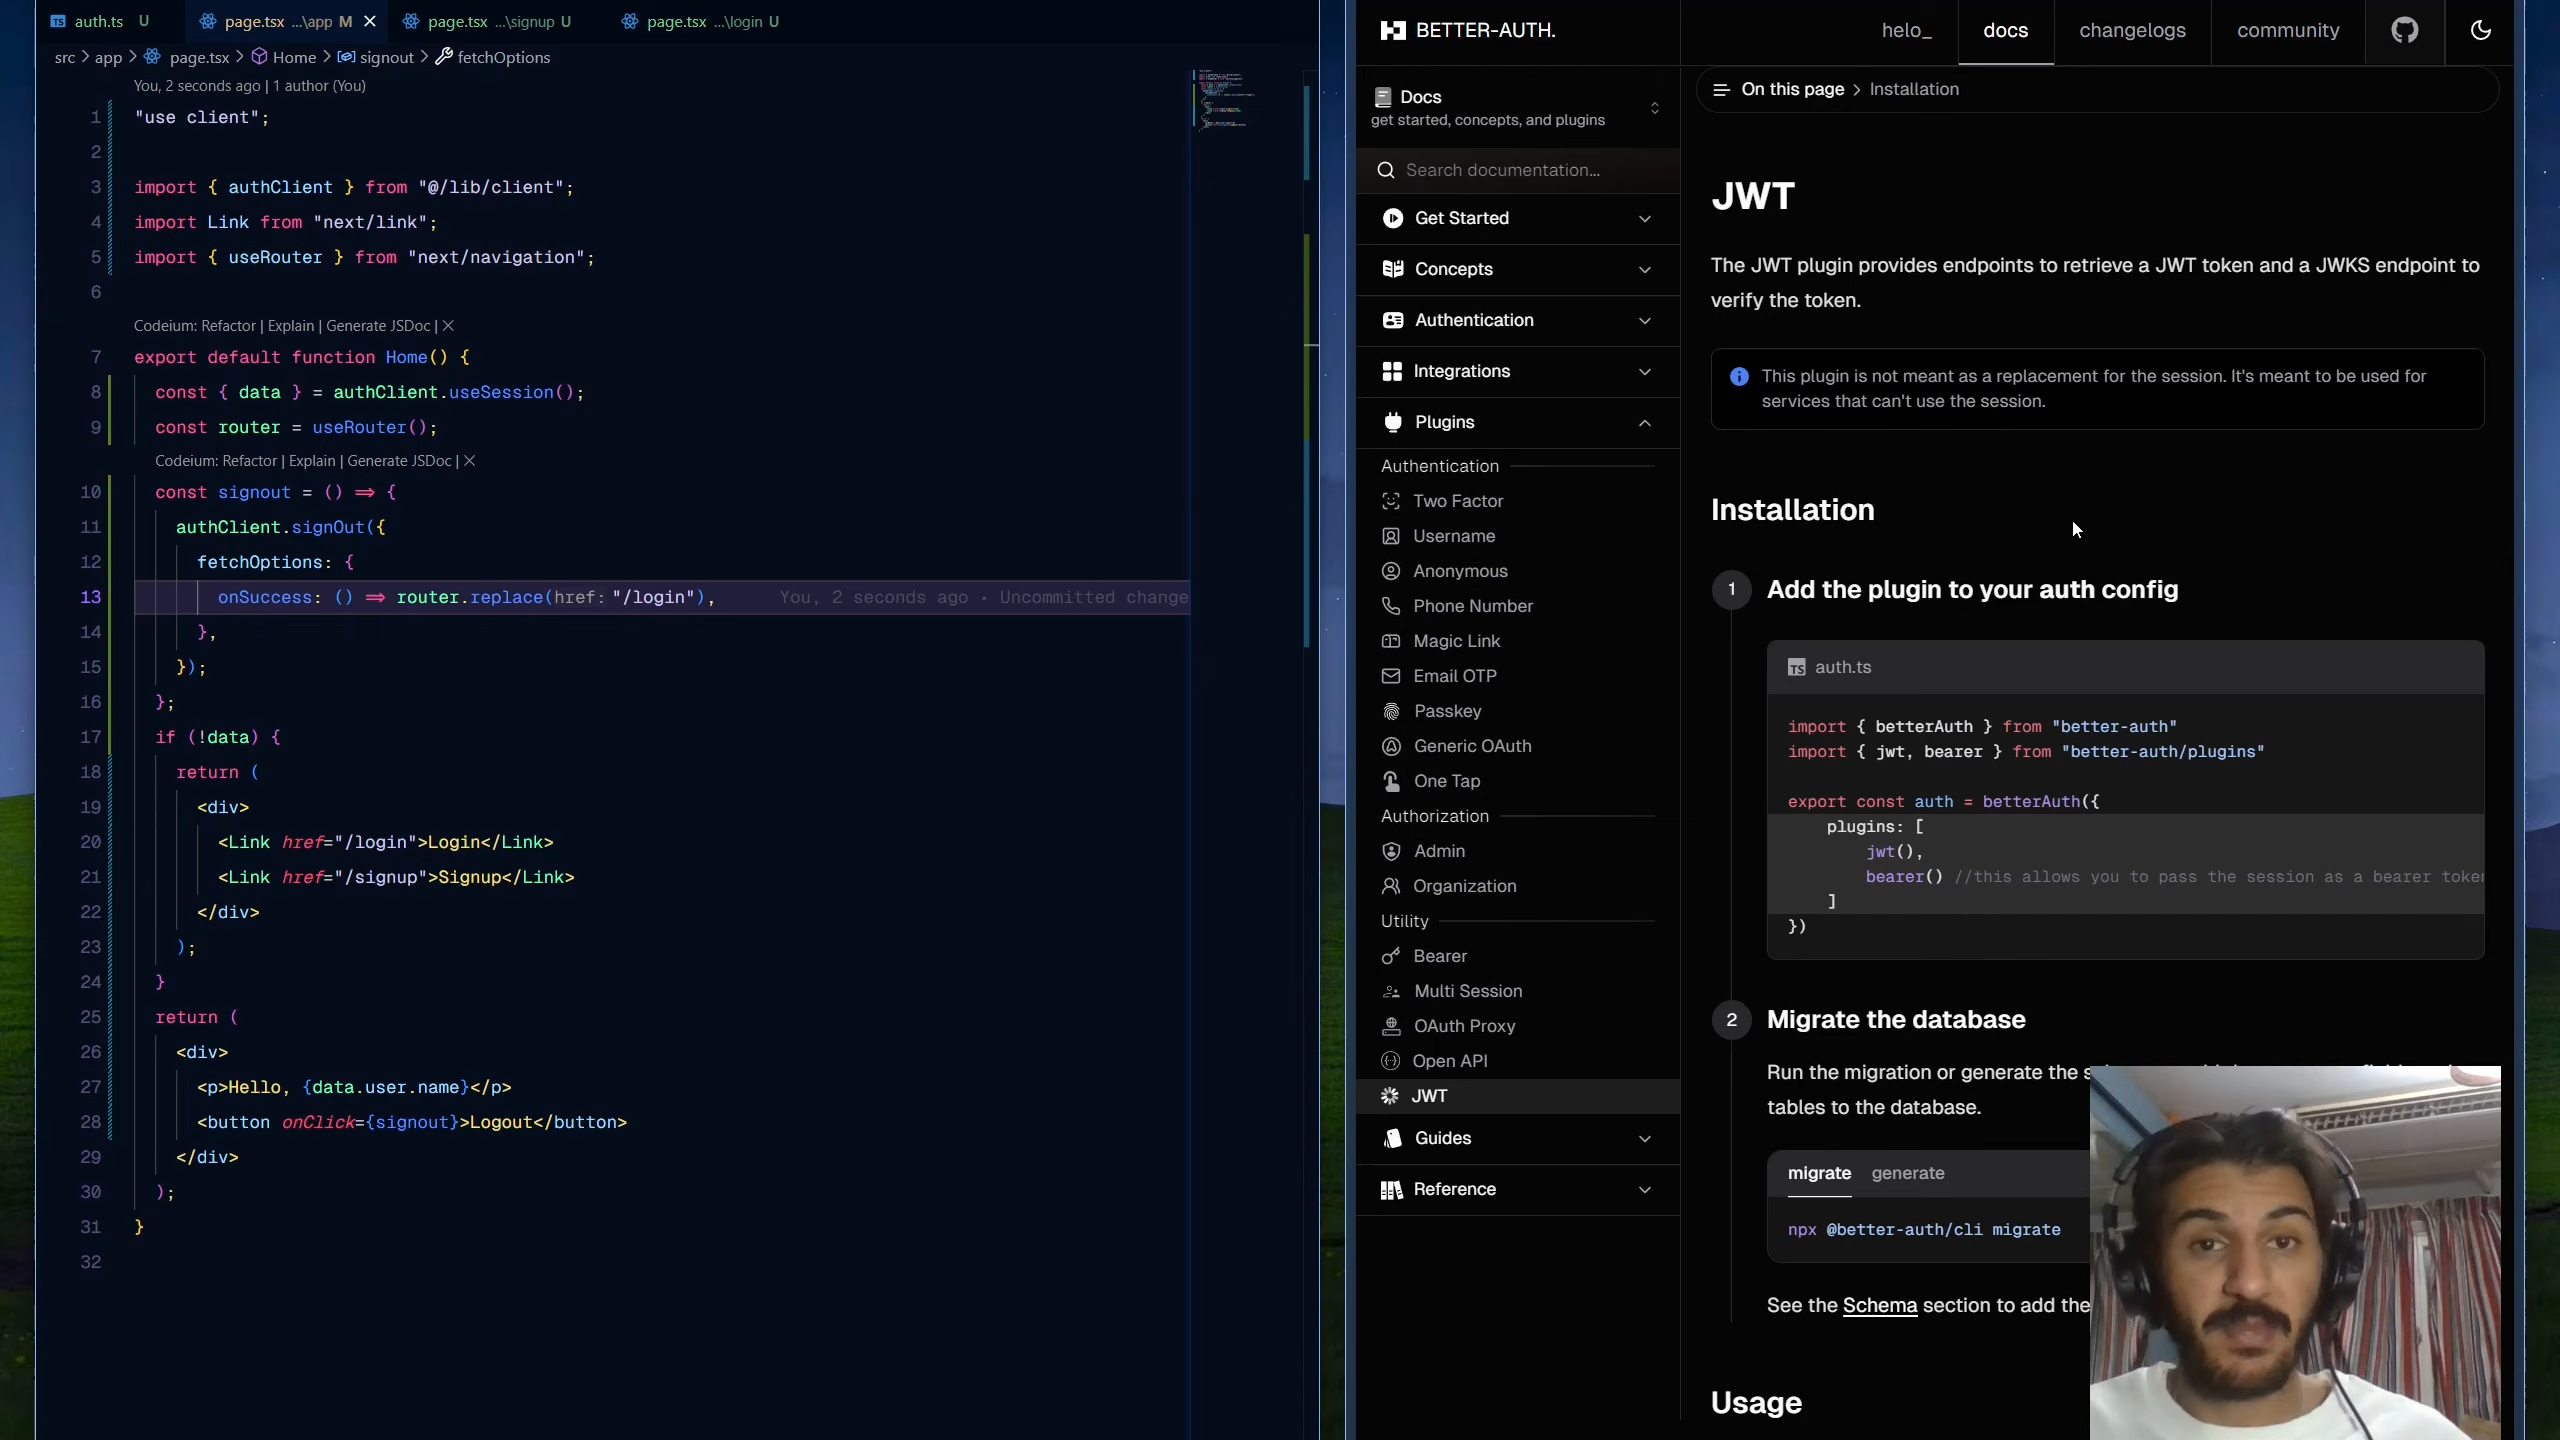 auth.ts U
page.tsx ...\app M
page.tsx ...\signup U
page.tsx ...\login U
src > app > page.tsx > Home > signout > fetchOptions
You, 2 seconds ago | 1 author (You)
1 "use client";
2
3 import { authClient } from "@/lib/client";
4 import Link from "next/link";
5 import { useRouter } from "next/navigation";
6
Codeium: Refactor | Explain | Generate JSDoc | ×
7 export default function Home() {
8 const { data } = authClient.useSession();
9 const router = useRouter();
Codeium: Refactor | Explain | Generate JSDoc | ×
10 const signout = () => {
11 authClient.signOut({
12 fetchOptions: {
13 onSuccess: () => router.replace(href: "/login"), You, 2 seconds ago • Uncommitted change
14 },
15 });
16 };
17 if (!data) {
18 return (
19 <div>
20 <Link href="/login">Login</Link>
21 <Link href="/signup">Signup</Link>
22 </div>
23 );
24 }
25 return (
26 <div>
27 <p>Hello, {data.user.name}</p>
28 <button onClick={signout}>Logout</button>
29 </div>
30 );
31 }
32
BETTER-AUTH.
helo_
docs
changelogs
community
Docs
get started, concepts, and plugins
Search documentation...
Get Started
Concepts
Authentication
Integrations
Plugins
Authentication
Two Factor
Username
Anonymous
Phone Number
Magic Link
Email OTP
Passkey
Generic OAuth
One Tap
Authorization
Admin
Organization
Utility
Bearer
Multi Session
OAuth Proxy
Open API
JWT
Guides
Reference
On this page > Installation
JWT
The JWT plugin provides endpoints to retrieve a JWT token and a JWKS endpoint to
verify the token.
This plugin is not meant as a replacement for the session. It's meant to be used for
services that can't use the session.
Installation
1 Add the plugin to your auth config
auth.ts
import { betterAuth } from "better-auth"
import { jwt, bearer } from "better-auth/plugins"
export const auth = betterAuth({
plugins: [
jwt(),
bearer() //this allows you to pass the session as a bearer token
]
})
2 Migrate the database
Run the migration or generate the
tables to the database.
migrate generate
npx @better-auth/cli migrate
See the Schema section to add the
Usage